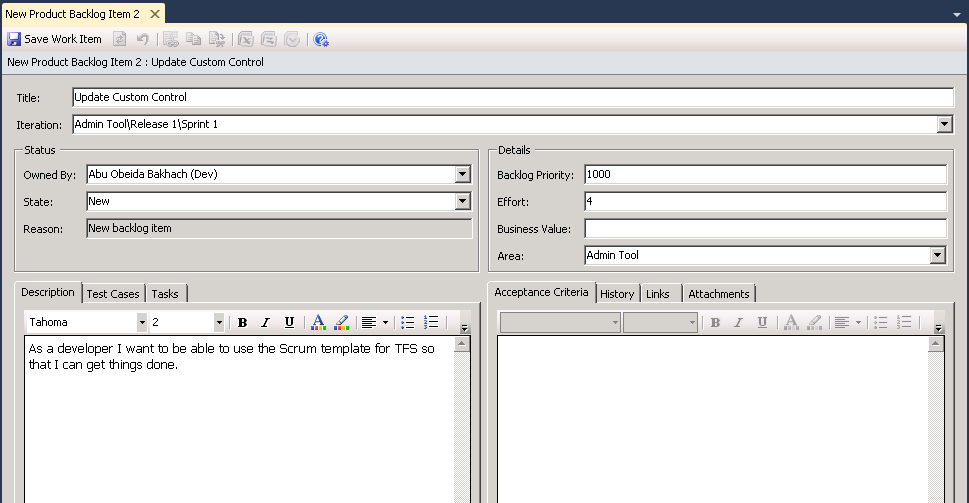 New Product Backlog Item 2
Save Work Item
New Product Backlog Item 2 : Update Custom Control
Title: Update Custom Control
Iteration: Admin Tool\Release 1\Sprint 1
Status
Owned By: Abu Obeida Bakhach (Dev)
State: New
Reason: New backlog item
Details
Backlog Priority: 1000
Effort: 4
Business Value:
Area: Admin Tool
Description Test Cases Tasks
Tahoma 2 B I U A
As a developer I want to be able to use the Scrum template for TFS so
that I can get things done.
Acceptance Criteria History Links Attachments
B I U A